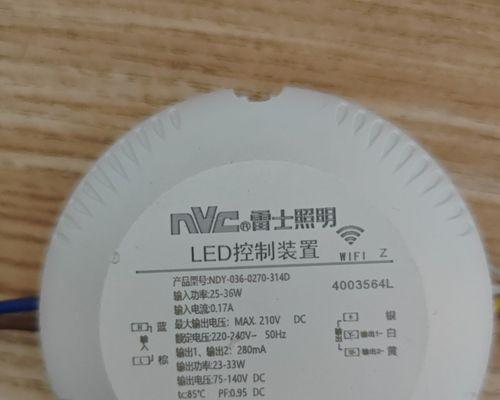 nVC®雷士照明
LED控制装置
WIFI Z
产品型号:NDY-036-0270-314D
4003564L
输入功率:25-36W
输入电流:0.17A
最大输出电压: MAX. 210V DC
额定电压:220-240V~ 50Hz
输出1、输出2: 280mA
输出功率:23-33W
输出电压:75-140V DC
tc:85℃ PF:0.95 DC
N 蓝
输入
L 棕
银
输出1- 白
输出2- 黄